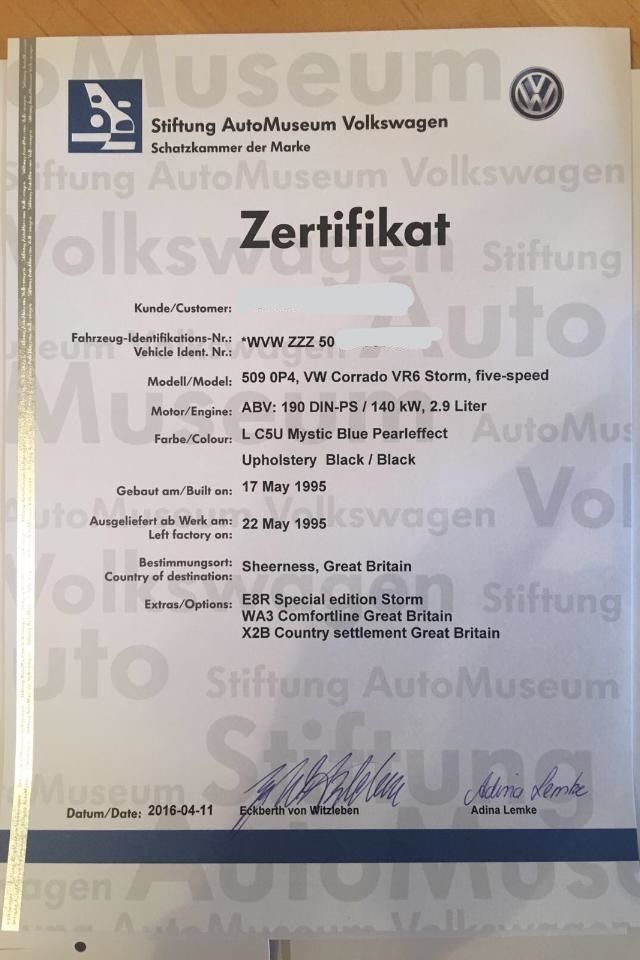 Stiftung AutoMuseum Volkswagen
Schatzkammer der Marke
Zertifikat
Kunde/Customer:
Fahrzeug-Identifikations-Nr.: *WVW ZZZ 50
Vehicle Ident. Nr.:
Modell/Model: 509 0P4, VW Corrado VR6 Storm, five-speed
Motor/Engine: ABV: 190 DIN-PS / 140 kW, 2.9 Liter
Farbe/Colour: L C5U Mystic Blue Pearleffect
Upholstery Black / Black
Gebaut am/Built on: 17 May 1995
Ausgeliefert ab Werk am: 22 May 1995
Left factory on:
Bestimmungsort: Sheerness, Great Britain
Country of destination:
Extras/Options: E8R Special edition Storm
WA3 Comfortline Great Britain
X2B Country settlement Great Britain
Adina Lemke
Datum/Date: 2016-04-11 Eckberth von Witzleben Adina Lemke